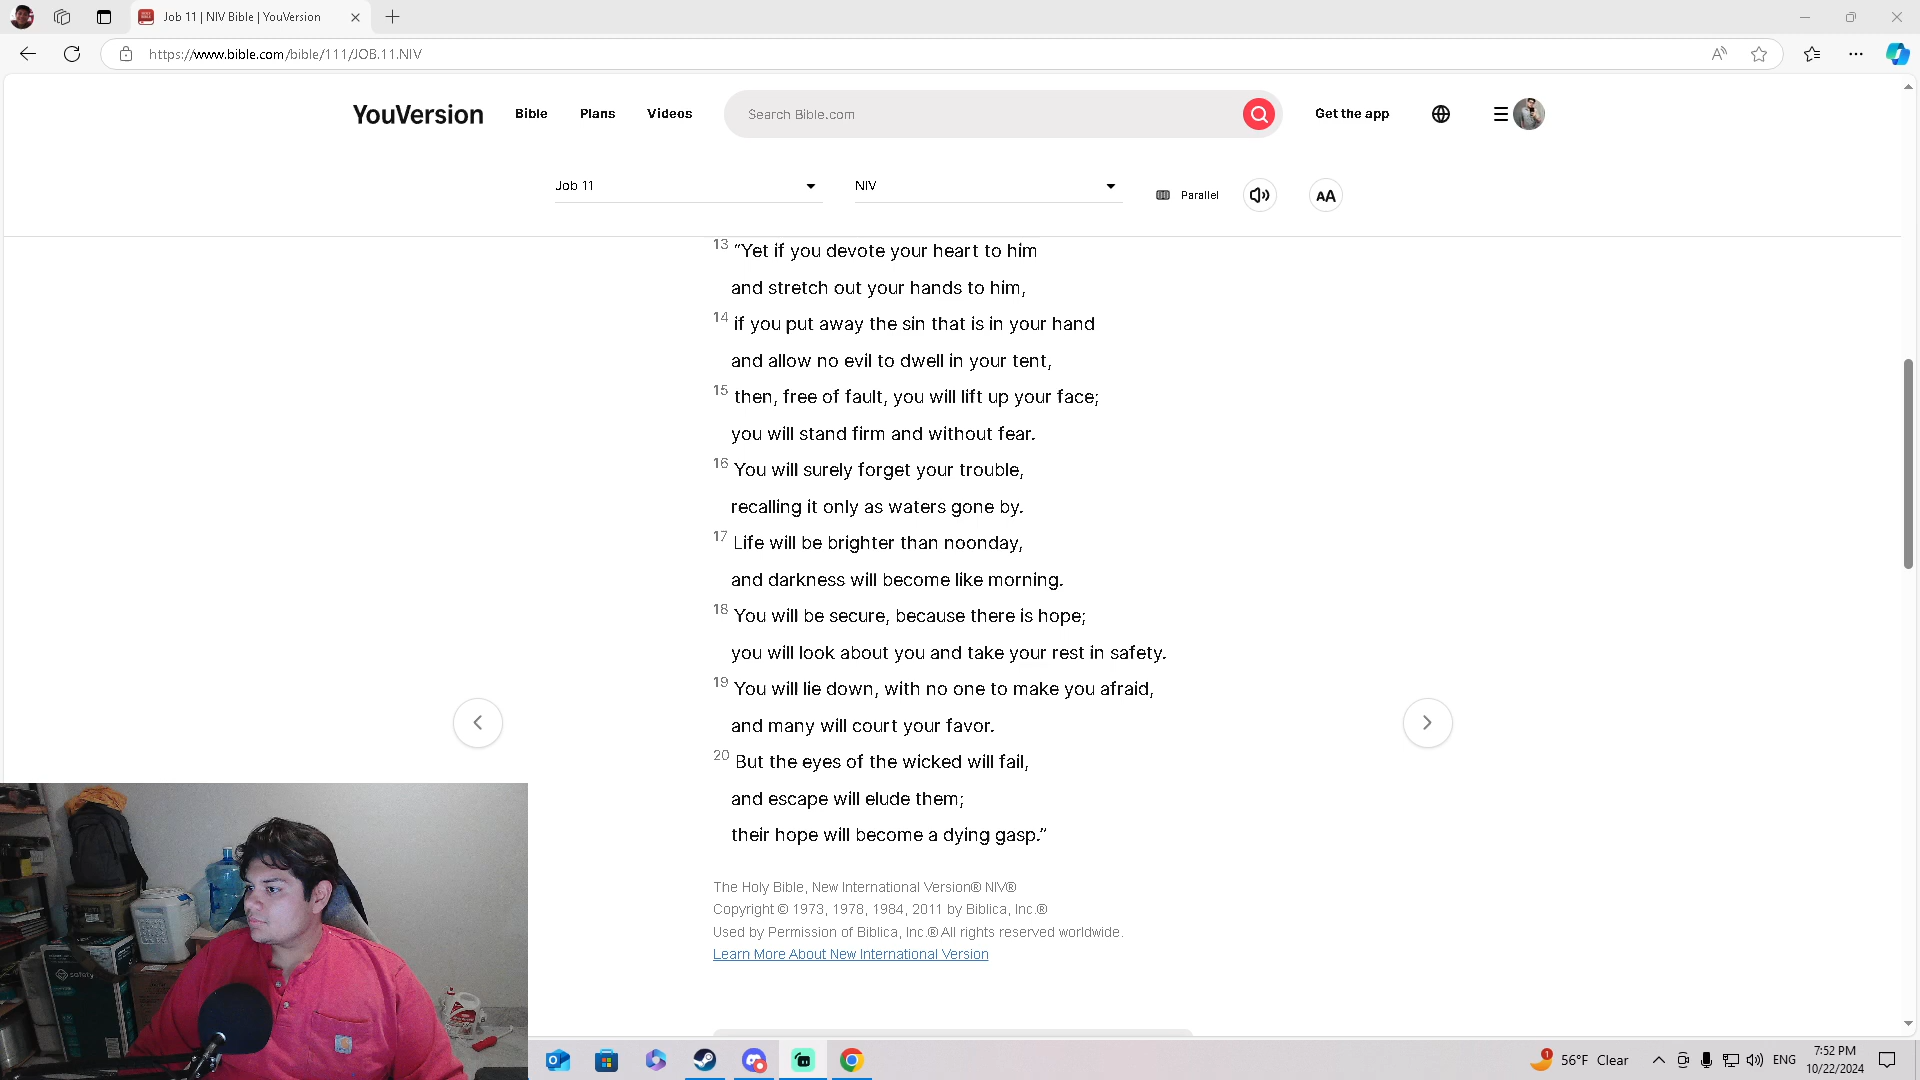 Job 11 | NIV Bible | YouVersion
https://www.bible.com/bible/111/JOB.11.NIV
YouVersion
Bible
Plans
Videos
Search Bible.com
Get the app
Job 11
NIV
Parallel
AA
13 “Yet if you devote your heart to him
and stretch out your hands to him,
14 if you put away the sin that is in your hand
and allow no evil to dwell in your tent,
15 then, free of fault, you will lift up your face;
you will stand firm and without fear.
16 You will surely forget your trouble,
recalling it only as waters gone by.
17 Life will be brighter than noonday,
and darkness will become like morning.
18 You will be secure, because there is hope;
you will look about you and take your rest in safety.
19 You will lie down, with no one to make you afraid,
and many will court your favor.
20 But the eyes of the wicked will fail,
and escape will elude them;
their hope will become a dying gasp.”
The Holy Bible, New International Version® NIV®
Copyright © 1973, 1978, 1984, 2011 by Biblica, Inc.®
Used by Permission of Biblica, Inc.® All rights reserved worldwide.
Learn More About New International Version
safety
1
56°F Clear
ENG
7:52 PM
10/22/2024